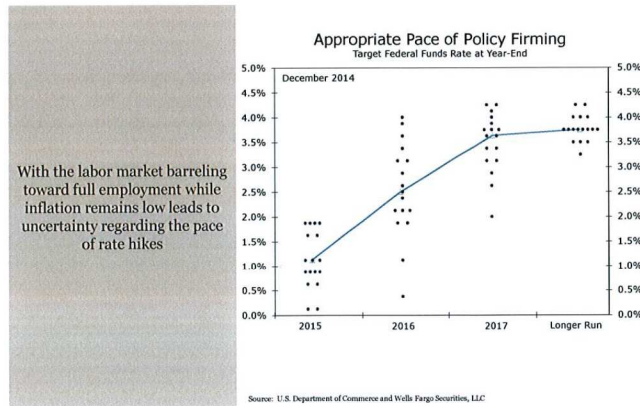 With the labor market barreling
toward full employment while
inflation remains low leads to
uncertainty regarding the pace
of rate hikes
Appropriate Pace of Policy Firming
Target Federal Funds Rate at Year-End
December 2014
5.0%
4.5%
4.0%
3.5%
3.0%
2.5%
2.0%
1.5%
1.0%
0.5%
0.0%
5.0%
4.5%
4.0%
3.5%
3.0%
2.5%
2.0%
1.5%
1.0%
0.5%
0.0%
2015 2016 2017 Longer Run
Source: U.S. Department of Commerce and Wells Fargo Securities, LLC